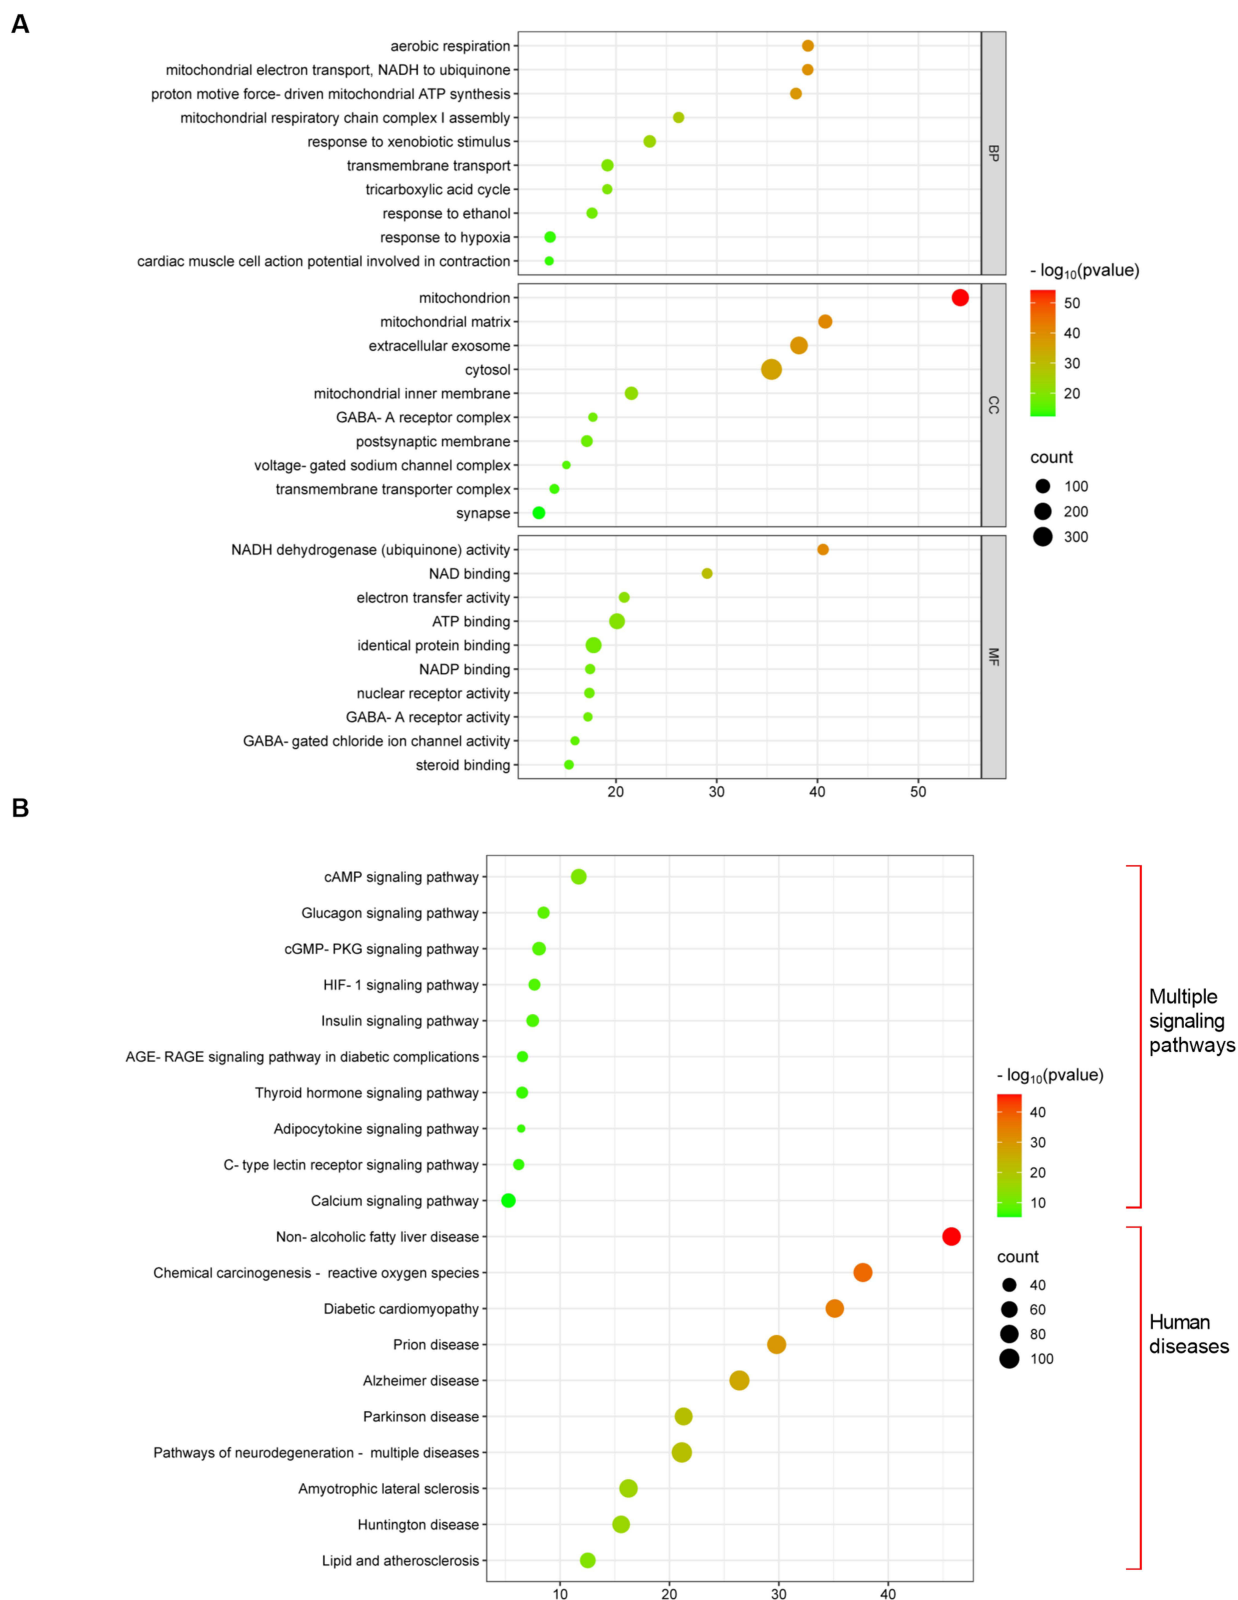 A
aerobic respiration
mitochondrial electron transport, NADH to ubiquinone
proton motive force- driven mitochondrial ATP synthesis
mitochondrial respiratory chain complex I assembly
response to xenobiotic stimulus
transmembrane transport
tricarboxylic acid cycle
response to ethanol
response to hypoxia
cardiac muscle cell action potential involved in contraction
BP
mitochondrion
mitochondrial matrix
extracellular exosome
cytosol
mitochondrial inner membrane
GABA- A receptor complex
postsynaptic membrane
voltage- gated sodium channel complex
transmembrane transporter complex
synapse
CC
NADH dehydrogenase (ubiquinone) activity
NAD binding
electron transfer activity
ATP binding
identical protein binding
NADP binding
nuclear receptor activity
GABA- A receptor activity
GABA- gated chloride ion channel activity
steroid binding
MF
20 30 40 50
- log₁₀(pvalue)
50
40
30
20
count
100
200
300
B
cAMP signaling pathway
Glucagon signaling pathway
cGMP- PKG signaling pathway
HIF- 1 signaling pathway
Insulin signaling pathway
AGE- RAGE signaling pathway in diabetic complications
Thyroid hormone signaling pathway
Adipocytokine signaling pathway
C- type lectin receptor signaling pathway
Calcium signaling pathway
Non- alcoholic fatty liver disease
Chemical carcinogenesis - reactive oxygen species
Diabetic cardiomyopathy
Prion disease
Alzheimer disease
Parkinson disease
Pathways of neurodegeneration - multiple diseases
Amyotrophic lateral sclerosis
Huntington disease
Lipid and atherosclerosis
10 20 30 40
- log₁₀(pvalue)
40
30
20
10
count
40
60
80
100
Multiple
signaling
pathways
Human
diseases